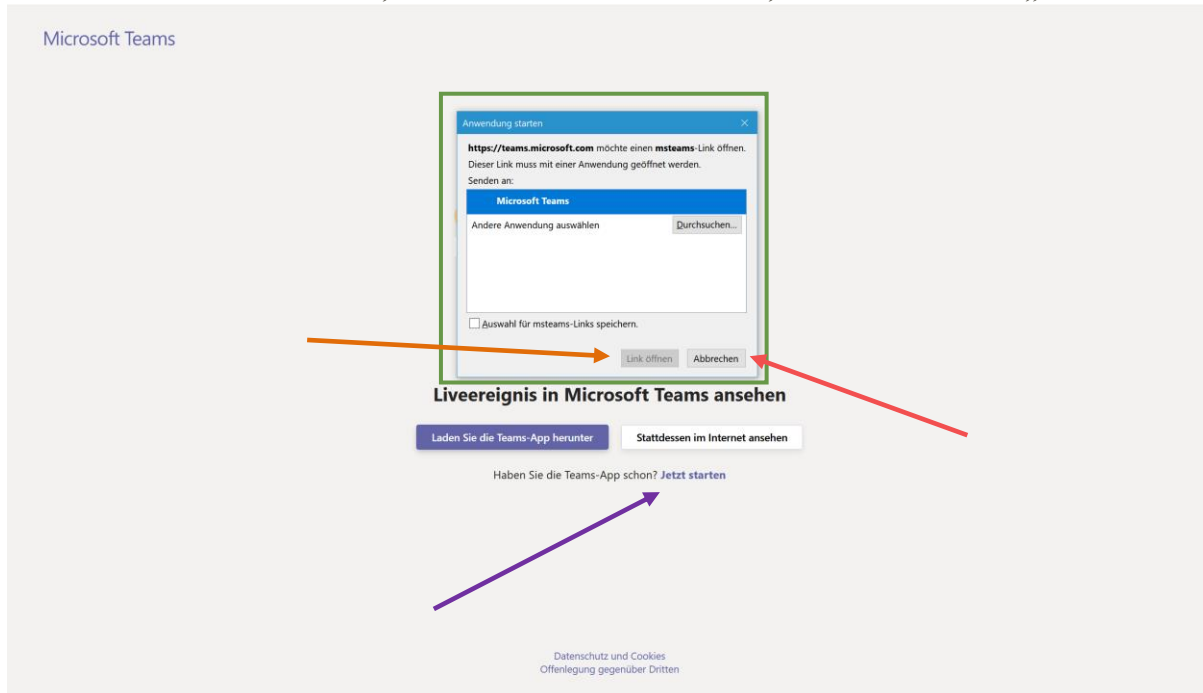 Microsoft Teams
Anwendung starten
https://teams.microsoft.com möchte einen msteams-Link öffnen.
Dieser Link muss mit einer Anwendung geöffnet werden.
Senden an:
Microsoft Teams
Andere Anwendung auswählen Durchsuchen...
Auswahl für msteams-Links speichern.
Link öffnen Abbrechen
Liveereignis in Microsoft Teams ansehen
Laden Sie die Teams-App herunter Stattdessen im Internet ansehen
Haben Sie die Teams-App schon? Jetzt starten
Datenschutz und Cookies
Offenlegung gegenüber Dritten